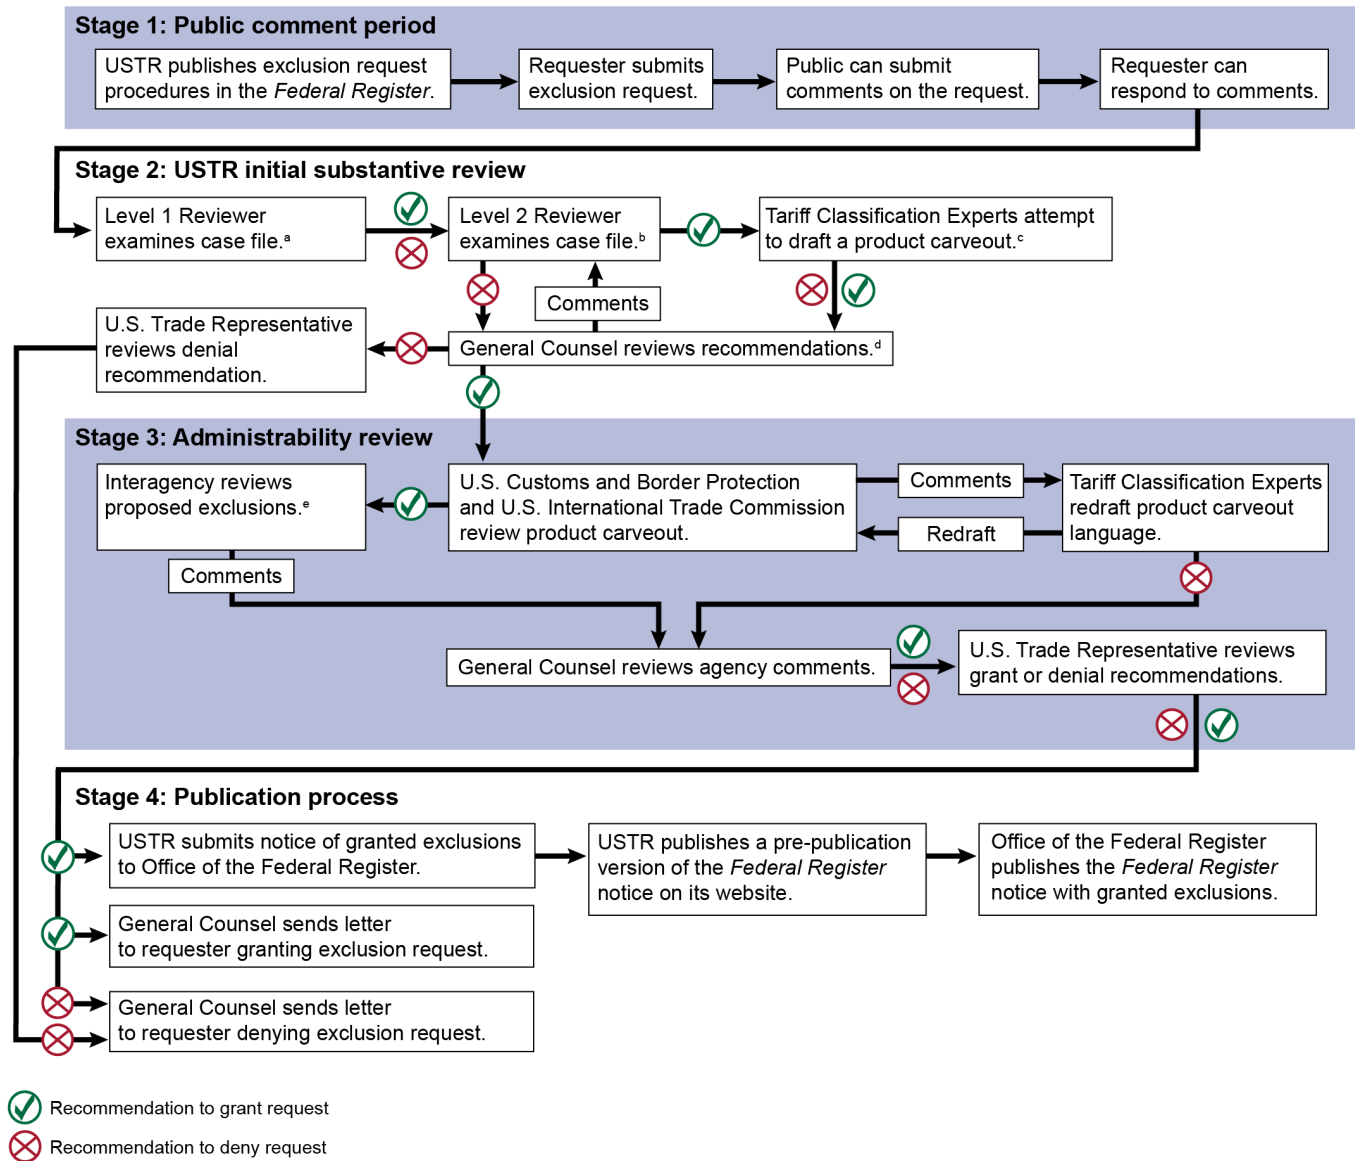 Stage 1: Public comment period
USTR publishes exclusion request
procedures in the Federal Register.
Requester submits
exclusion request.
Public can submit
comments on the request.
Requester can
respond to comments.
Stage 2: USTR initial substantive review
Level 1 Reviewer
examines case file.ᵃ
Level 2 Reviewer
examines case file.ᵇ
Tariff Classification Experts attempt
to draft a product carveout.ᶜ
Comments
U.S. Trade Representative
reviews denial
recommendation.
General Counsel reviews recommendations.ᵈ
Stage 3: Administrability review
Interagency reviews
proposed exclusions.ᵉ
U.S. Customs and Border Protection
and U.S. International Trade Commission
review product carveout.
Comments
Redraft
Tariff Classification Experts
redraft product carveout
language.
Comments
General Counsel reviews agency comments.
U.S. Trade Representative reviews
grant or denial recommendations.
Stage 4: Publication process
USTR submits notice of granted exclusions
to Office of the Federal Register.
USTR publishes a pre-publication
version of the Federal Register
notice on its website.
Office of the Federal Register
publishes the Federal Register
notice with granted exclusions.
General Counsel sends letter
to requester granting exclusion request.
General Counsel sends letter
to requester denying exclusion request.
Recommendation to grant request
Recommendation to deny request